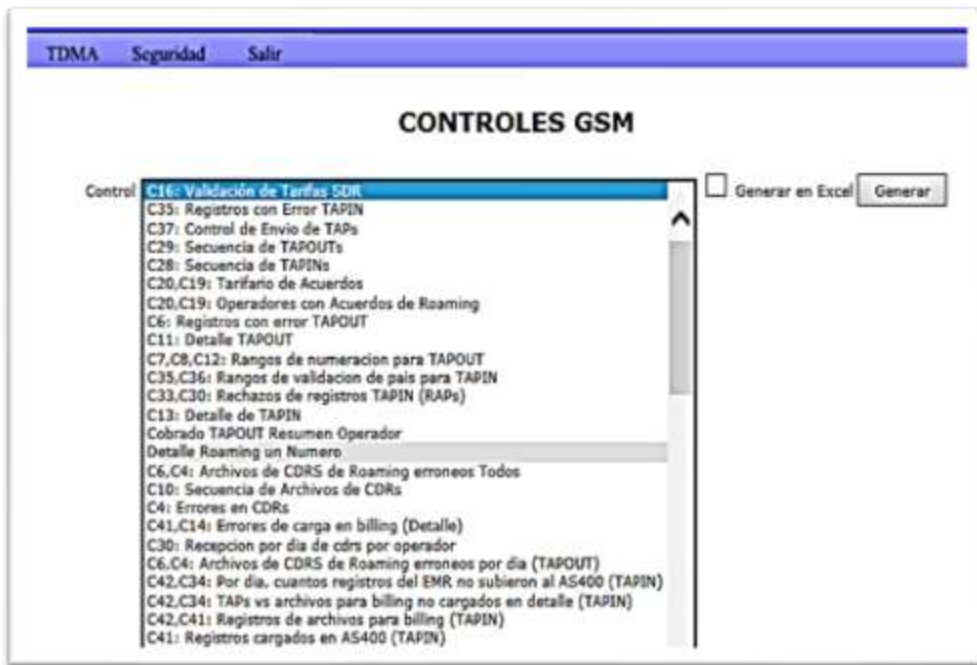 TDMA Seguridad Salir
CONTROLES GSM
Control C16: Validación de Tarifas SDR Generar en Excel Generar
C35: Registros con Error TAPIN
C37: Control de Envio de TAPs
C29: Secuencia de TAPOUTs
C28: Secuencia de TAPINs
C20,C19: Tarifario de Acuerdos
C20,C19: Operadores con Acuerdos de Roaming
C6: Registros con error TAPOUT
C11: Detalle TAPOUT
C7,C8,C12: Rangos de numeracion para TAPOUT
C35,C36: Rangos de validacion de pais para TAPIN
C33,C30: Rechazos de registros TAPIN (RAPs)
C13: Detalle de TAPIN
Cobrado TAPOUT Resumen Operador
Detalle Roaming un Numero
C6,C4: Archivos de CDRS de Roaming erroneos Todos
C10: Secuencia de Archivos de CDRs
C4: Errores en CDRs
C41,C14: Errores de carga en billing (Detalle)
C30: Recepcion por dia de cdrs por operador
C6,C4: Archivos de CDRS de Roaming erroneos por dia (TAPOUT)
C42,C34: Por dia, cuantos registros del EMR no subieron al AS400 (TAPIN)
C42,C34: TAPs vs archivos para billing no cargados en detalle (TAPIN)
C42,C41: Registros de archivos para billing (TAPIN)
C41: Registros cargados en AS400 (TAPIN)